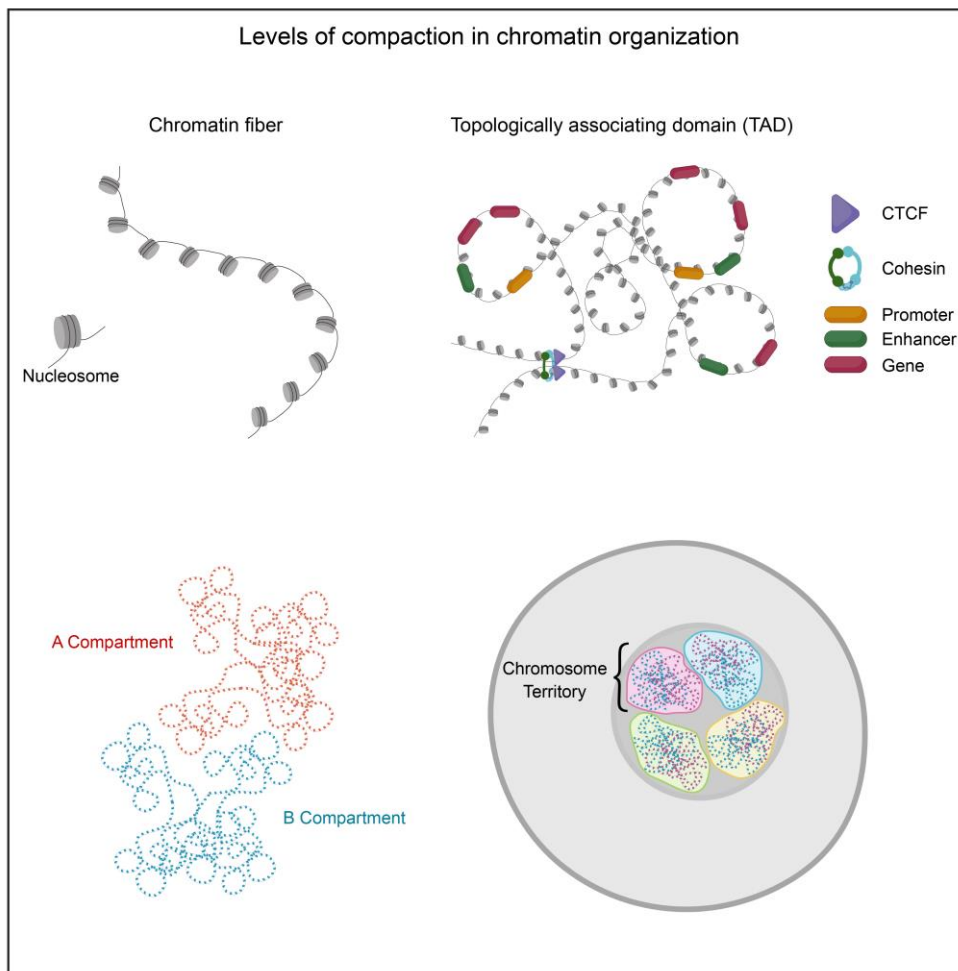 Levels of compaction in chromatin organization
Chromatin fiber
Topologically associating domain (TAD)
CTCF
Cohesin
Promoter
Enhancer
Gene
Nucleosome
A Compartment
B Compartment
Chromosome
Territory